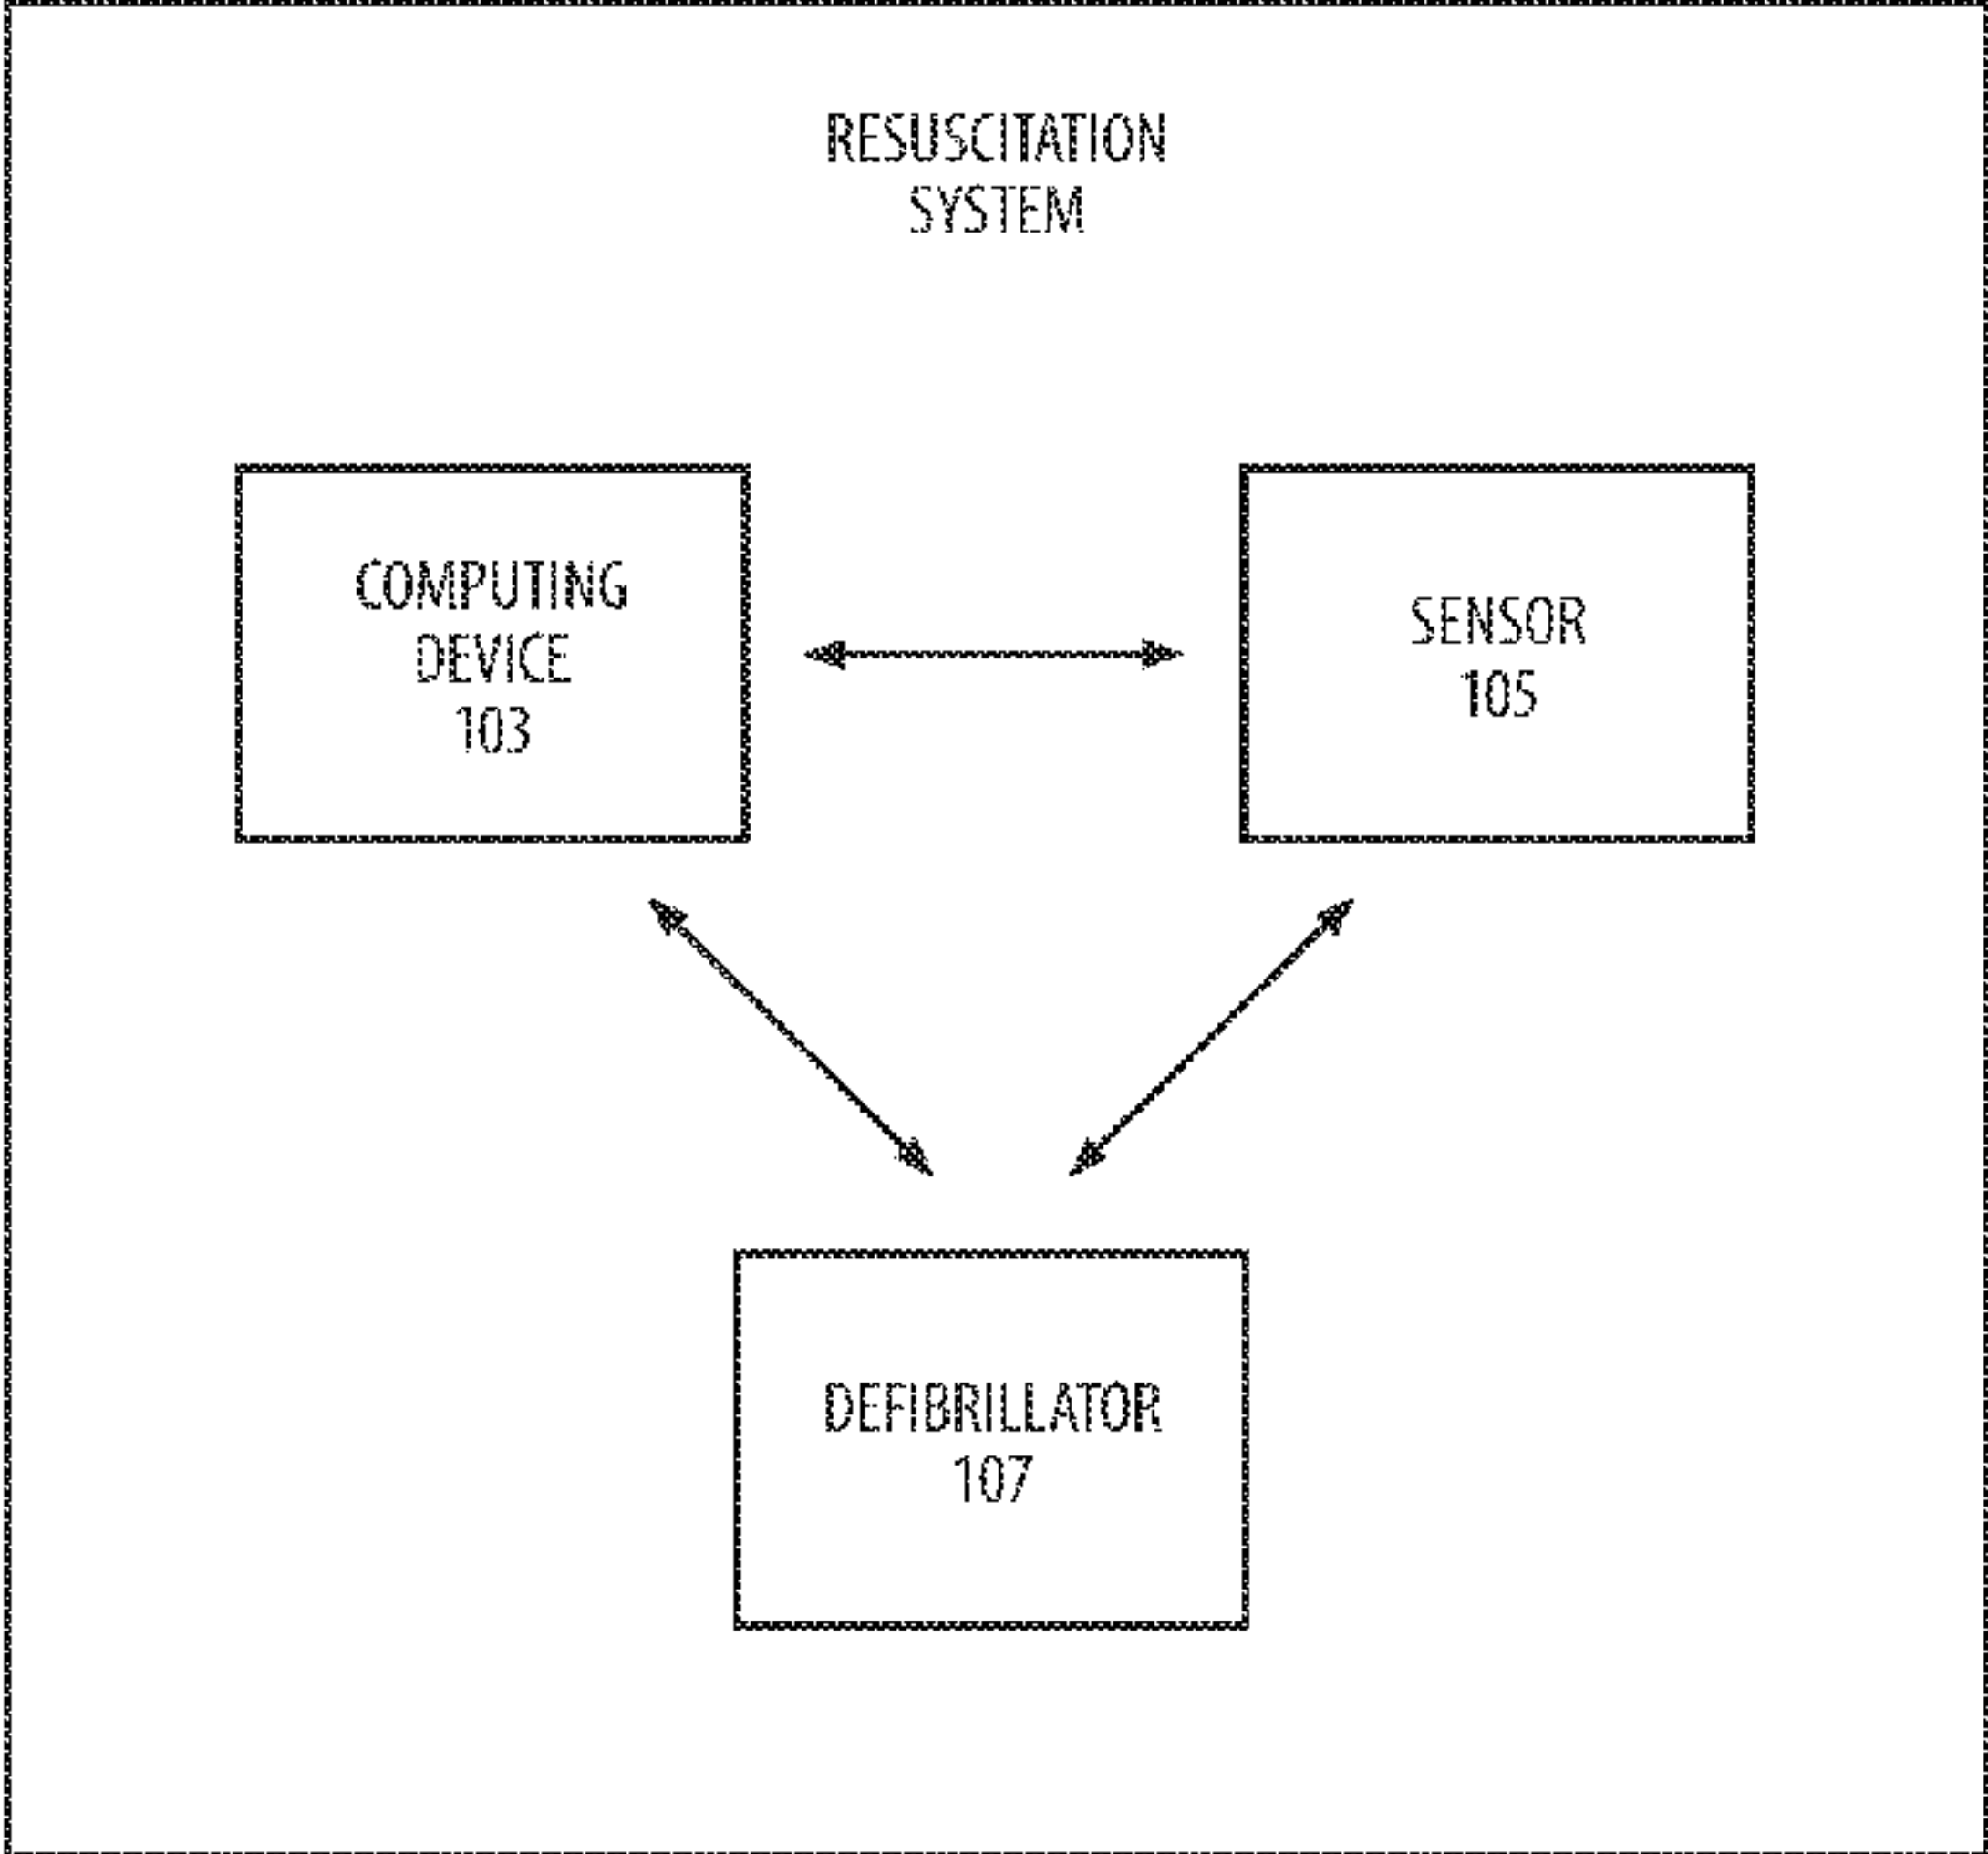 RESUSCITATION
SYSTEM
COMPUTING
DEVICE
103
SENSOR
105
DEFIBRILLATOR
107